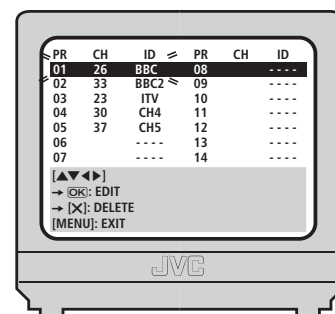 PR CH ID PR CH ID
01 26 BBC 08 - - - -
02 33 BBC2 09 - - - -
03 23 ITV 10 - - - -
04 30 CH4 11 - - - -
05 37 CH5 12 - - - -
06 - - - - 13 - - - -
07 - - - - 14 - - - -
[▲▼◀▶]
→ OK: EDIT
→ [X]: DELETE
[MENU]: EXIT
JVC